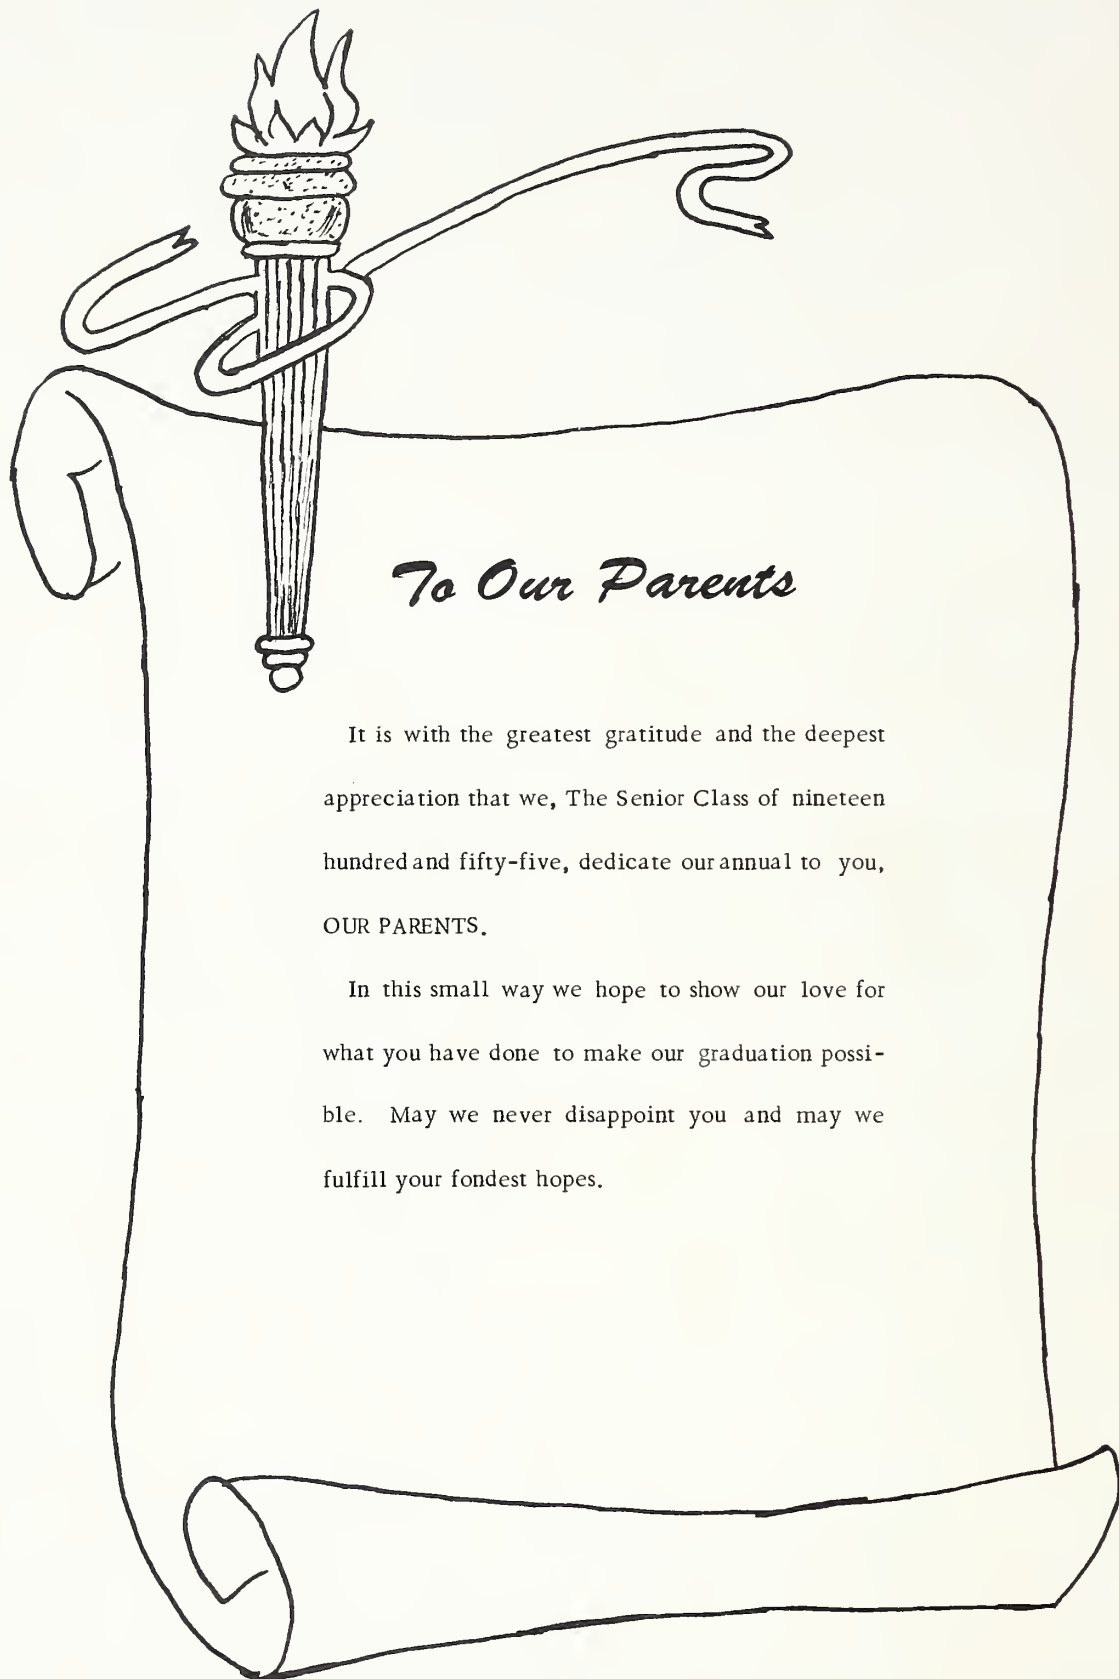 To Our Parents
It is with the greatest gratitude and the deepest
appreciation that we, The Senior Class of nineteen
hundred and fifty-five, dedicate our annual to you,
OUR PARENTS.
In this small way we hope to show our love for
what you have done to make our graduation possi-
ble. May we never disappoint you and may we
fulfill your fondest hopes.